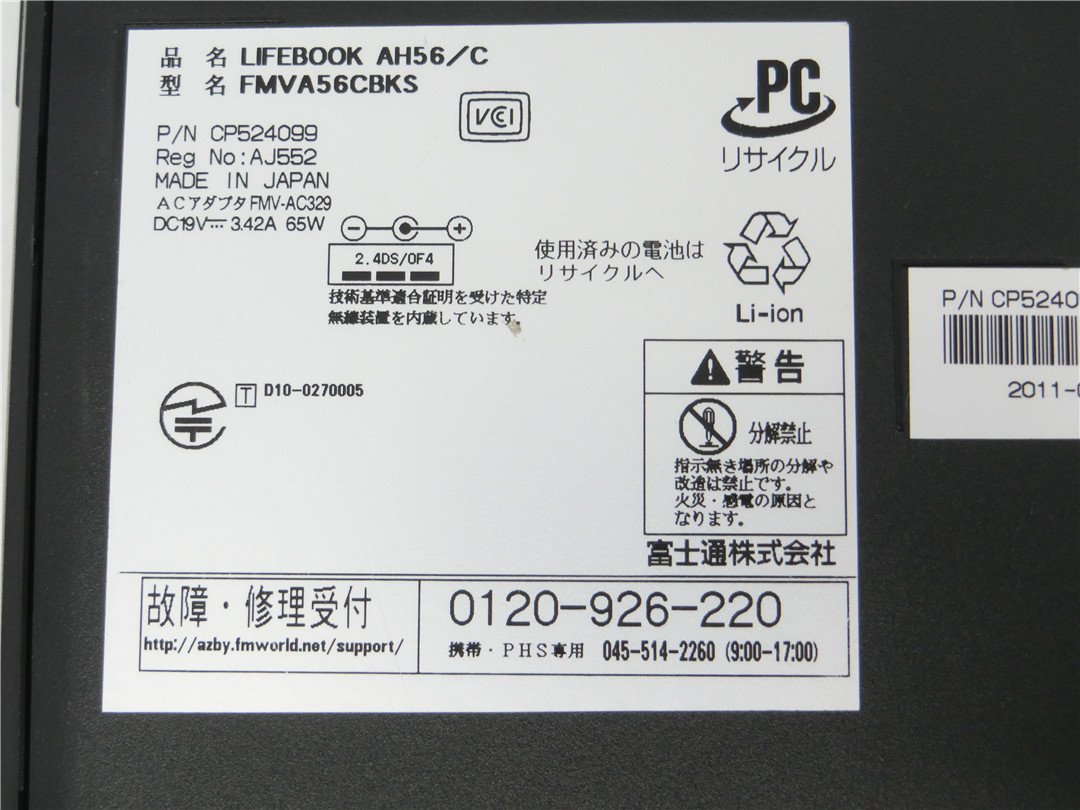 品 名 LIFEBOOK AH56/C
型 名 FMVA56CBKS
VCCI
P/N CP524099
Reg No:AJ552
MADE IN JAPAN
ACアダプタ FMV-AC329
DC19V⎓ 3.42A 65W
2.4DS/OF4
技術基準適合証明を受けた特定
無線装置を内蔵しています。
T D10-0270005
PC
リサイクル
使用済みの電池は
リサイクルへ
Li-ion
警告
分解禁止
指示無き場所の分解や
改造は禁止です。
火災・感電の原因と
なります。
富士通株式会社
故障・修理受付
http://azby.fmworld.net/support/
0120-926-220
携帯・PHS専用 045-514-2260 (9:00-17:00)
P/N CP5240
2011-